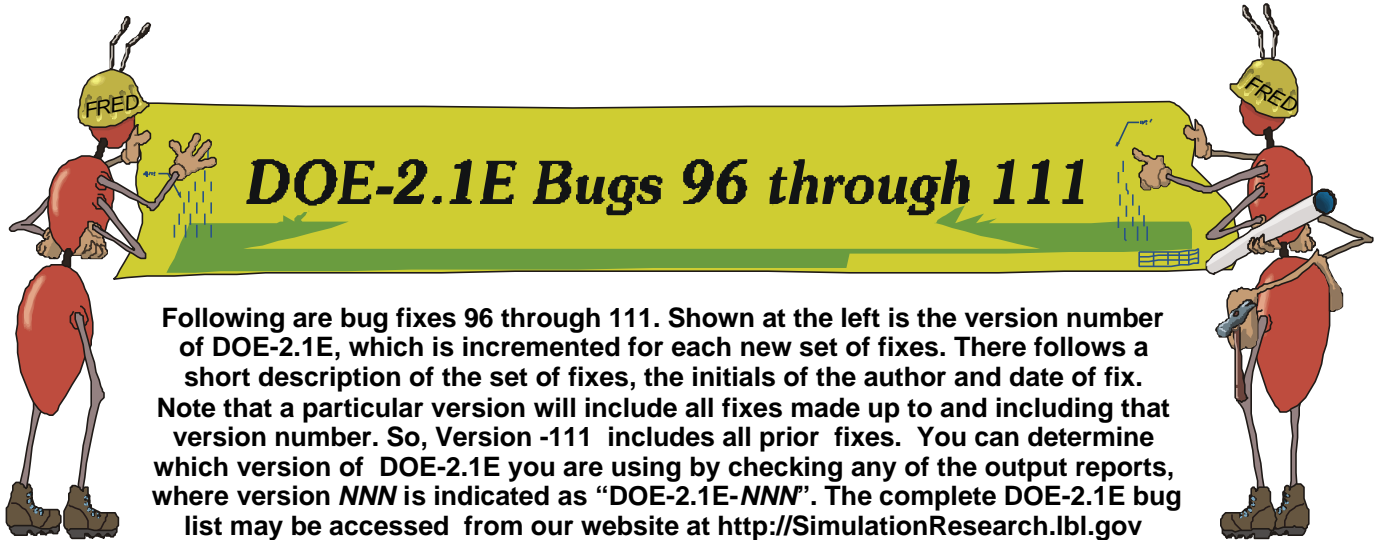 FRED
FRED
DOE-2.1E Bugs 96 through 111
Following are bug fixes 96 through 111. Shown at the left is the version number
of DOE-2.1E, which is incremented for each new set of fixes. There follows a
short description of the set of fixes, the initials of the author and date of fix.
Note that a particular version will include all fixes made up to and including that
version number. So, Version -111 includes all prior fixes. You can determine
which version of DOE-2.1E you are using by checking any of the output reports,
where version NNN is indicated as “DOE-2.1E-NNN”. The complete DOE-2.1E bug
list may be accessed from our website at http://SimulationResearch.lbl.gov